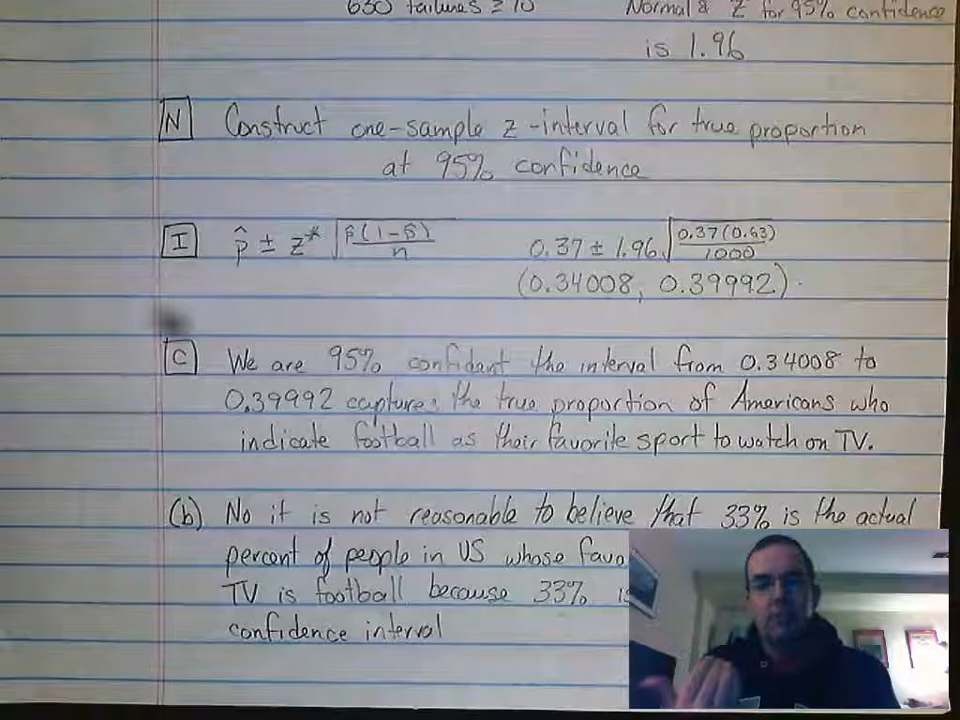 630 failures ≥ 10 Normal & z* for 95% confidence
is 1.96
N Construct one-sample z-interval for true proportion
at 95% confidence
I p̂ ± z* √(p̂(1-p̂)/n) 0.37 ± 1.96 √(0.37(0.63)/1000)
(0.34008, 0.39992).
C We are 95% confident the interval from 0.34008 to
0.39992 captures the true proportion of Americans who
indicate football as their favorite sport to watch on TV.
(b) No it is not reasonable to believe that 33% is the actual
percent of people in US whose
TV is football because 33%
confidence interval